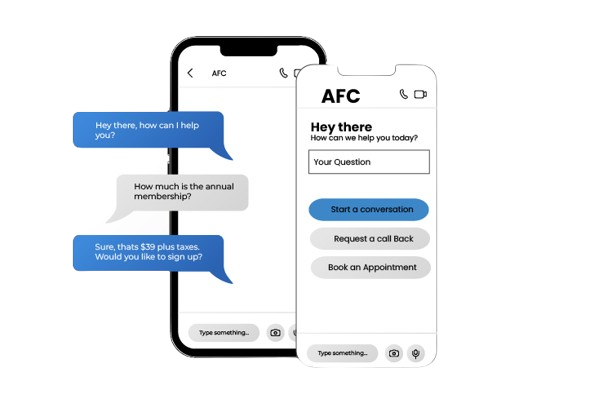 AFC
Hey there, how can I help
you?
How much is the annual
membership?
Sure, thats $39 plus taxes.
Would you like to sign up?
Type something...
AFC
Hey there
How can we help you today?
Your Question
Start a conversation
Request a call Back
Book an Appointment
Type something...